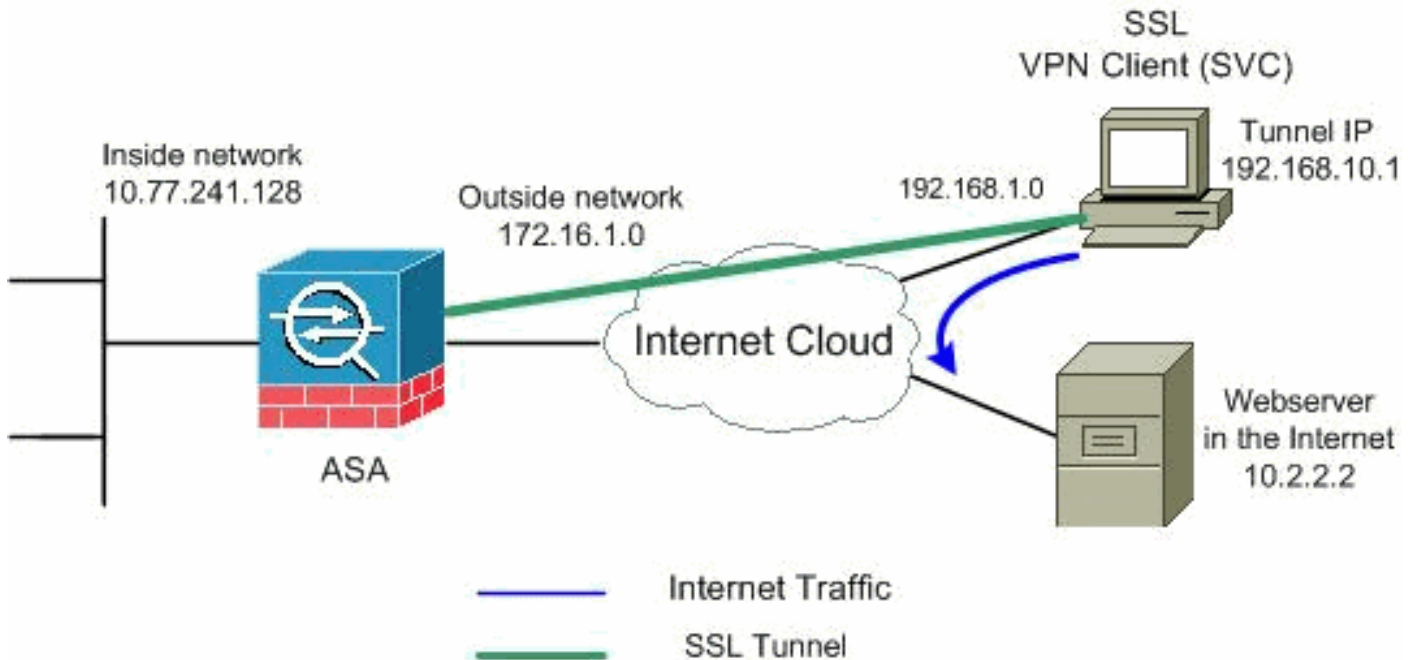 SSL
VPN Client (SVC)
Tunnel IP
192.168.10.1
Inside network
10.77.241.128
Outside network
172.16.1.0
192.168.1.0
Internet Cloud
ASA
Webserver
in the Internet
10.2.2.2
Internet Traffic
SSL Tunnel